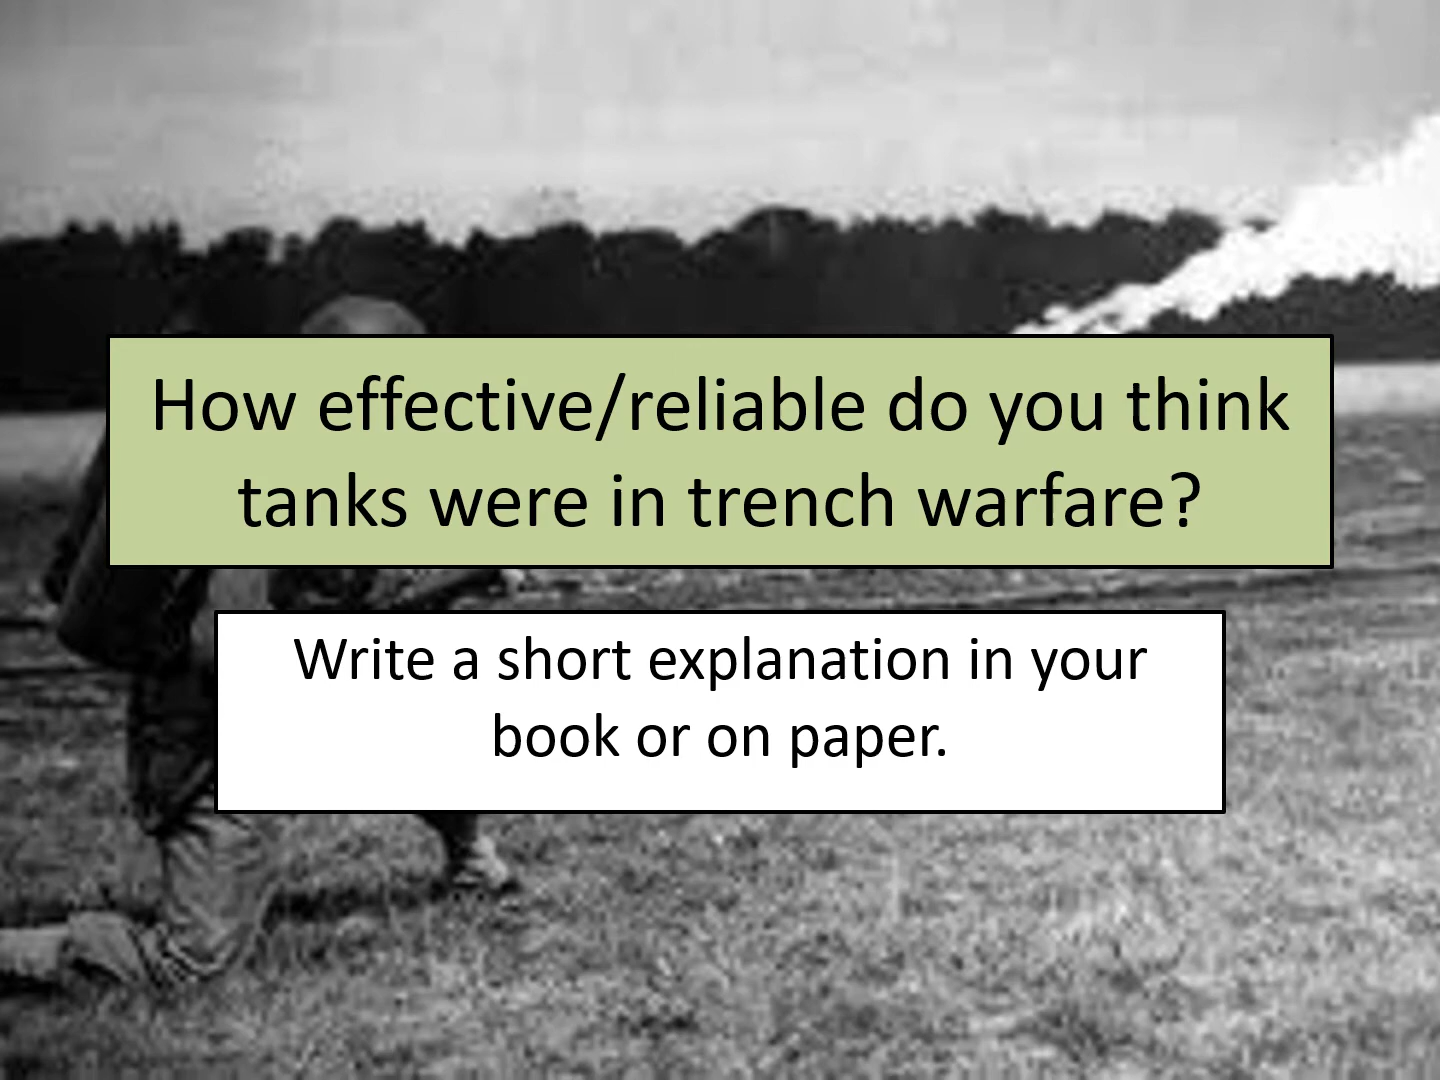 How effective/reliable do you think
tanks were in trench warfare?
Write a short explanation in your
book or on paper.